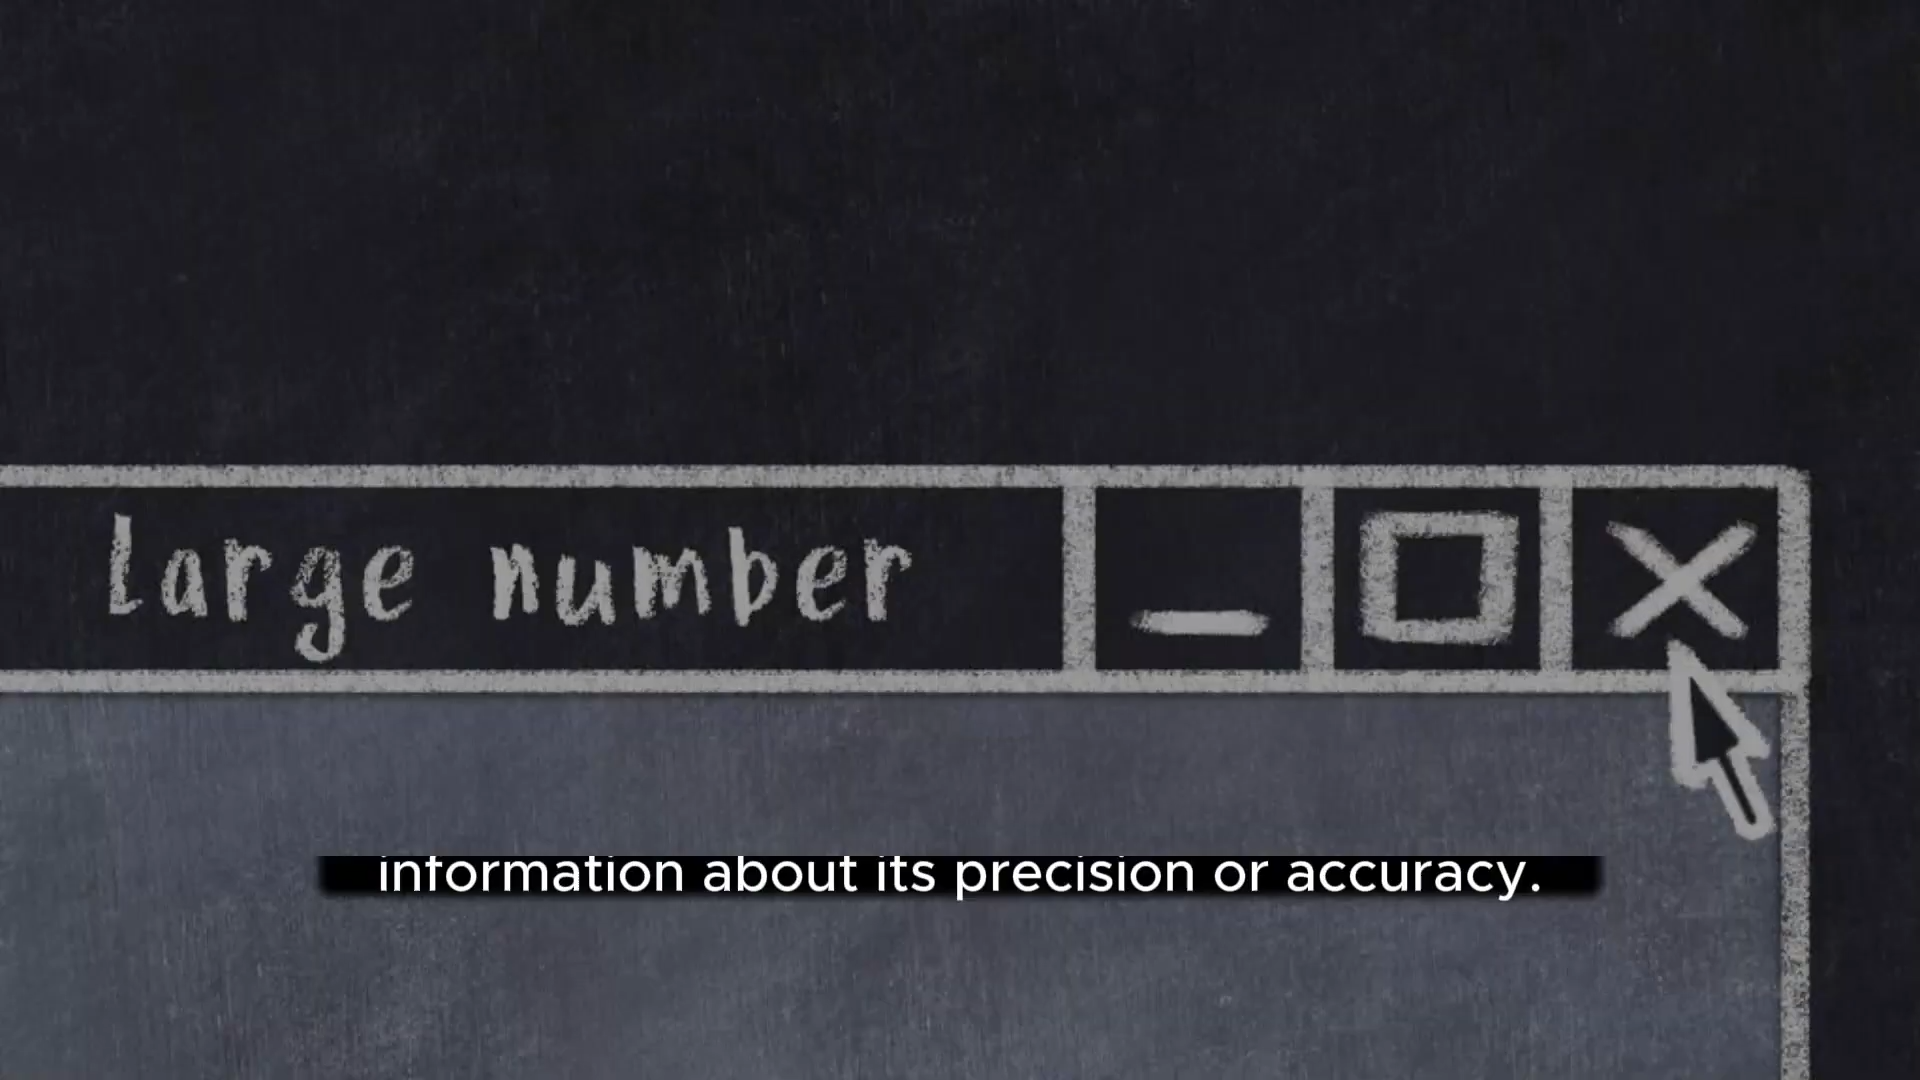 Large number
information about its precision or accuracy.